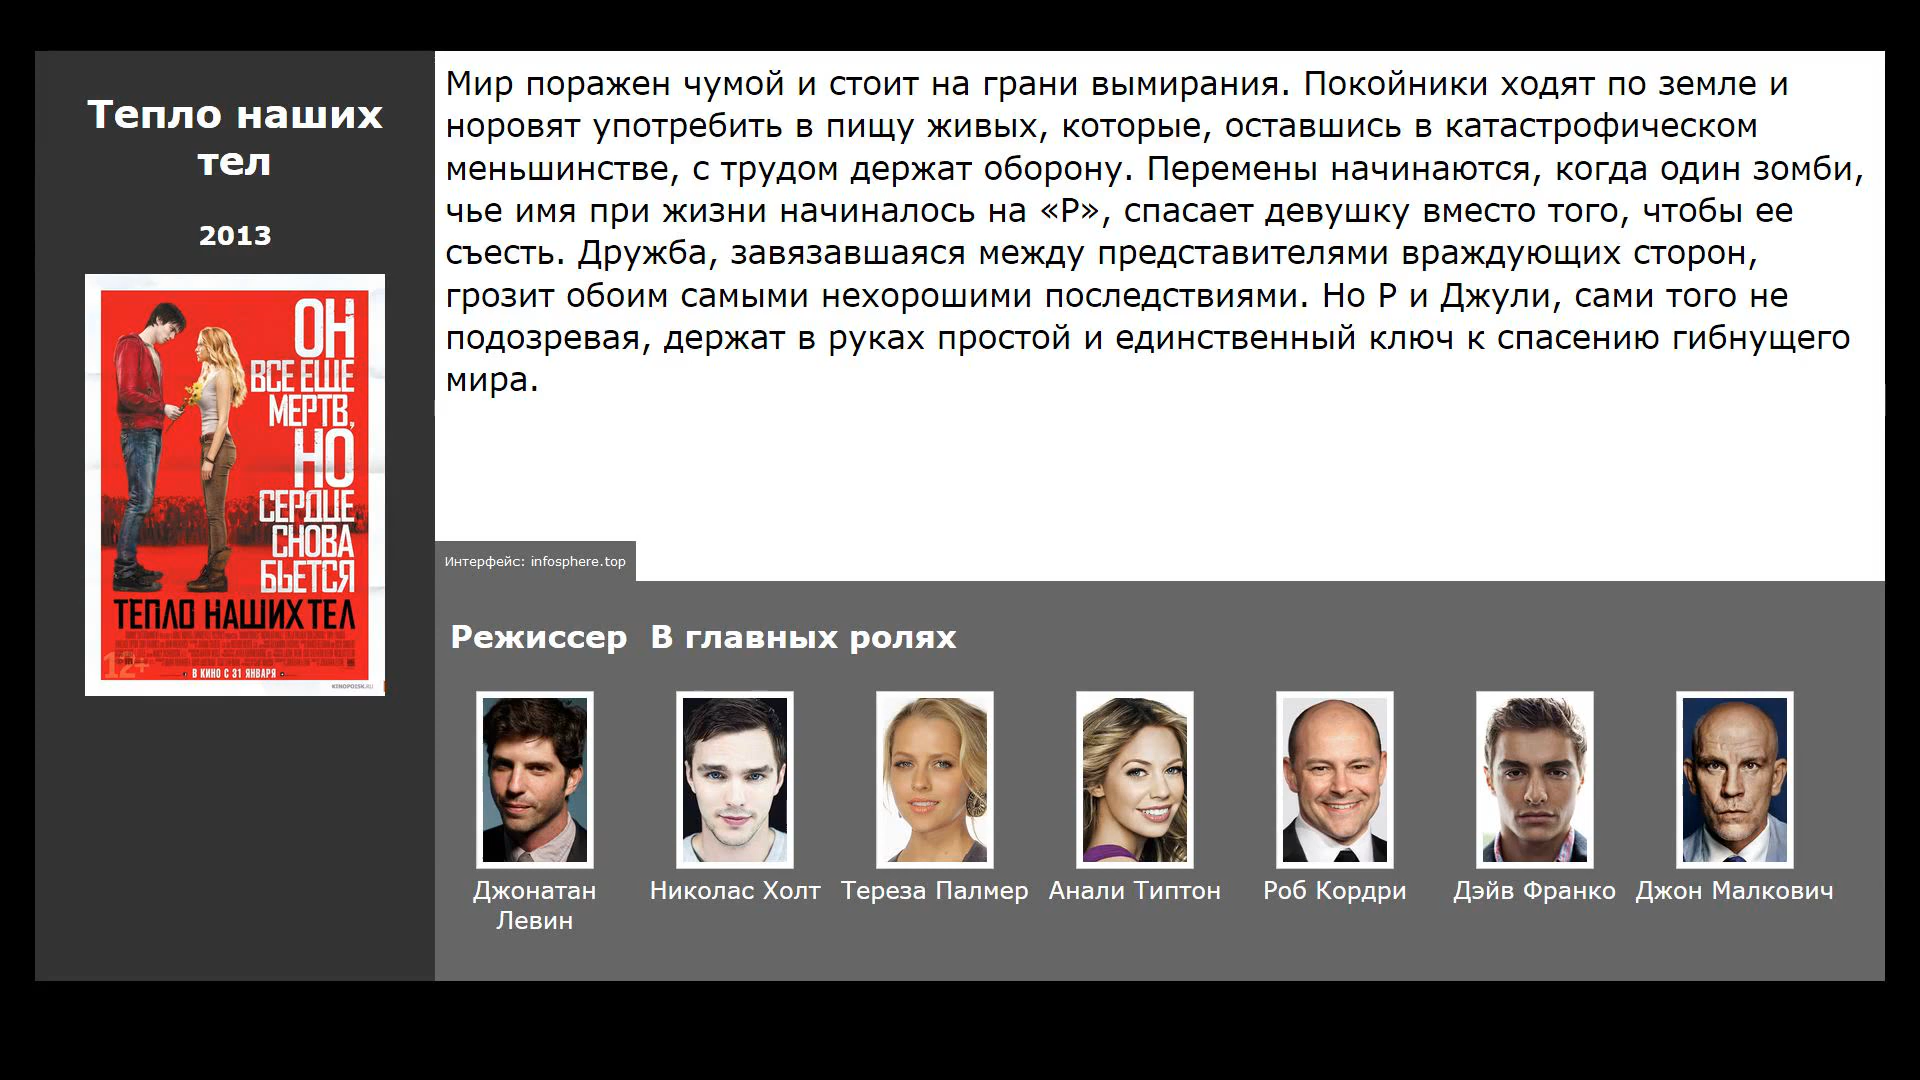 Тепло наших
тел
2013
ОН
ВСЕ ЕЩЕ
МЕРТВ,
НО
СЕРДЦЕ
СНОВА
БЬЕТСЯ
ТЕПЛО НАШИХ ТЕЛ
12+
В КИНО С 31 ЯНВАРЯ
KINOPOISK.RU
Мир поражен чумой и стоит на грани вымирания. Покойники ходят по земле и
норовят употребить в пищу живых, которые, оставшись в катастрофическом
меньшинстве, с трудом держат оборону. Перемены начинаются, когда один зомби,
чье имя при жизни начиналось на «Р», спасает девушку вместо того, чтобы ее
съесть. Дружба, завязавшаяся между представителями враждующих сторон,
грозит обоим самыми нехорошими последствиями. Но Р и Джули, сами того не
подозревая, держат в руках простой и единственный ключ к спасению гибнущего
мира.
Интерфейс: infosphere.top
Режиссер В главных ролях
Джонатан
Левин
Николас Холт
Тереза Палмер
Анали Типтон
Роб Кордри
Дэйв Франко
Джон Малкович